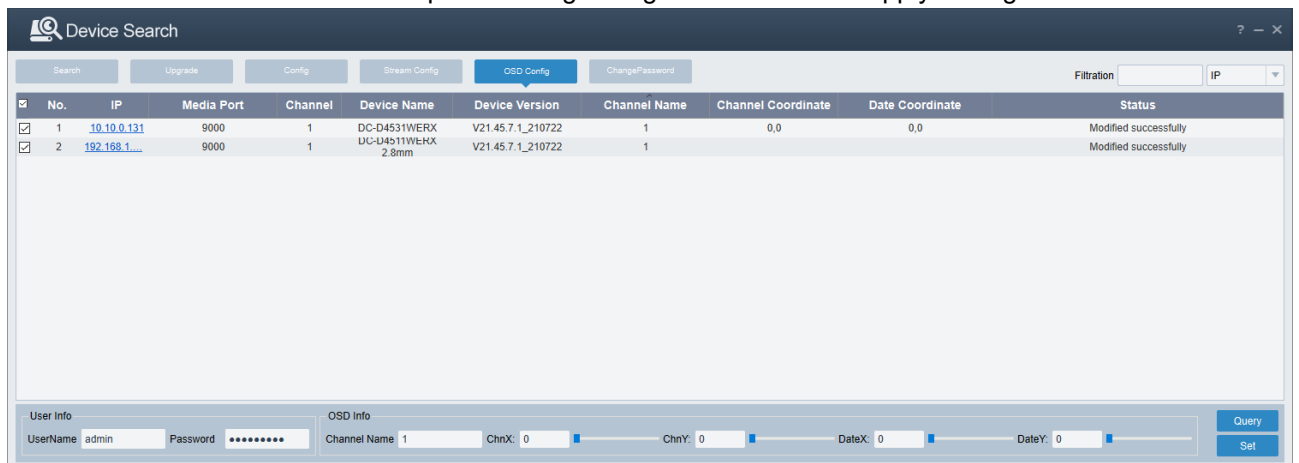 Device Search
? — ×
Search Upgrade Config Stream Config OSD Config ChangePassword Filtration IP
No. IP Media Port Channel Device Name Device Version Channel Name Channel Coordinate Date Coordinate Status
1 10.10.0.131 9000 1 DC-D4531WERX V21.45.7.1_210722 1 0,0 0,0 Modified successfully
2 192.168.1.... 9000 1 DC-D4511WERX 2.8mm V21.45.7.1_210722 1 Modified successfully
User Info OSD Info
Query
UserName admin Password ●●●●●●●●● Channel Name 1 ChnX: 0 ChnY: 0 DateX: 0 DateY: 0
Set